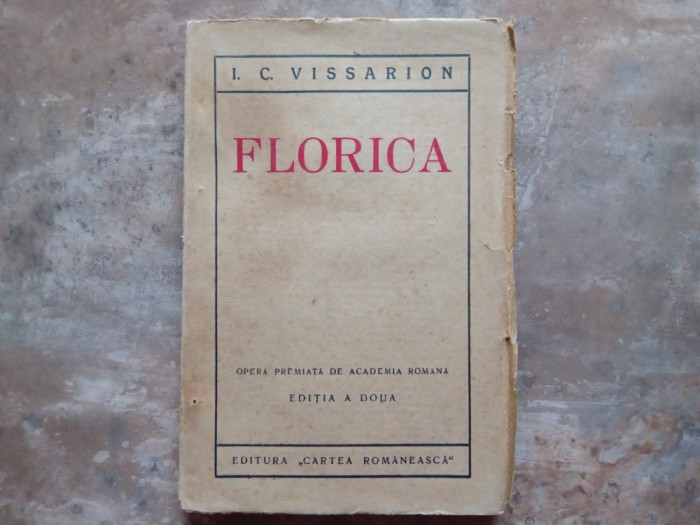 I. C. VISSARION
FLORICA
OPERA PREMIATĂ DE ACADEMIA ROMANA
EDIȚIA A DOUA
EDITURA „CARTEA ROMÂNEASCĂ“